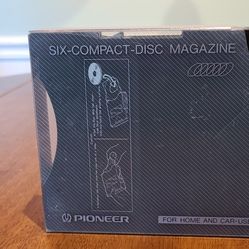 SIX-COMPACT-DISC MAGAZINE
PIONEER
FOR HOME AND CAR-USE